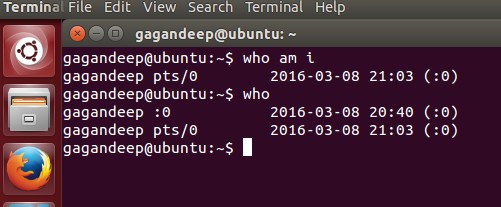 Terminal File Edit View Search Terminal Help
gagandeep@ubuntu: ~
gagandeep@ubuntu:~$ who am i
gagandeep pts/0        2016-03-08 21:03 (:0)
gagandeep@ubuntu:~$ who
gagandeep :0           2016-03-08 20:40 (:0)
gagandeep pts/0        2016-03-08 21:03 (:0)
gagandeep@ubuntu:~$